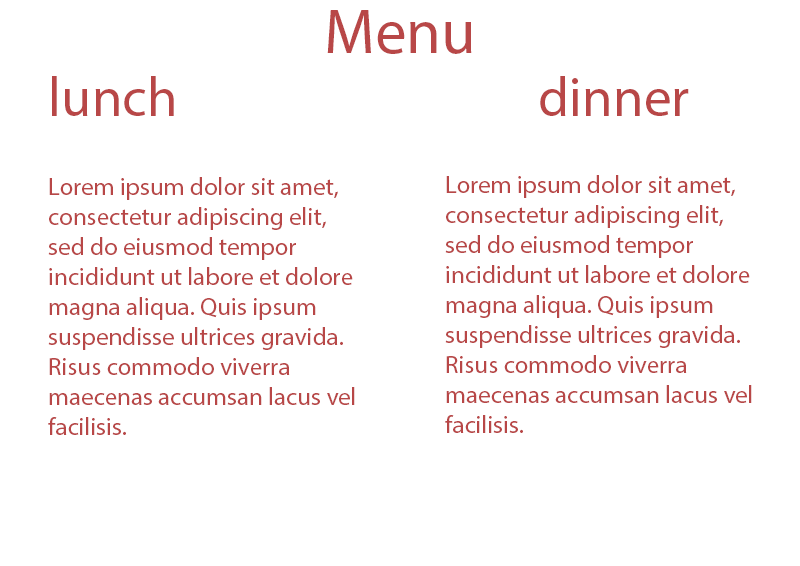 Menu
lunch
Lorem ipsum dolor sit amet,
consectetur adipiscing elit,
sed do eiusmod tempor
incididunt ut labore et dolore
magna aliqua. Quis ipsum
suspendisse ultrices gravida.
Risus commodo viverra
maecenas accumsan lacus vel
facilisis.
dinner
Lorem ipsum dolor sit amet,
consectetur adipiscing elit,
sed do eiusmod tempor
incididunt ut labore et dolore
magna aliqua. Quis ipsum
suspendisse ultrices gravida.
Risus commodo viverra
maecenas accumsan lacus vel
facilisis.